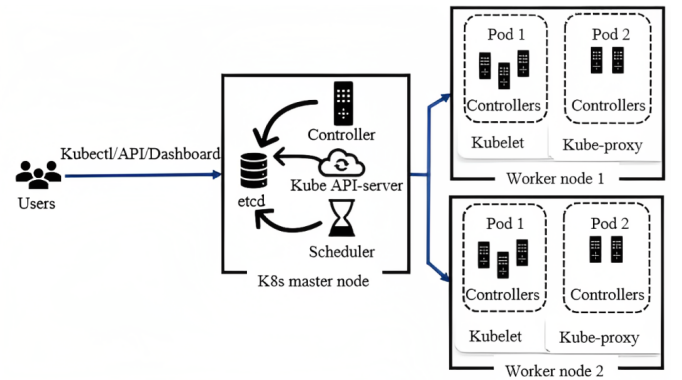 Users
Kubectl/API/Dashboard
Controller
Kube API-server
etcd
Scheduler
K8s master node
Pod 1
Pod 2
Controllers
Controllers
Kubelet
Kube-proxy
Worker node 1
Pod 1
Pod 2
Controllers
Controllers
Kubelet
Kube-proxy
Worker node 2